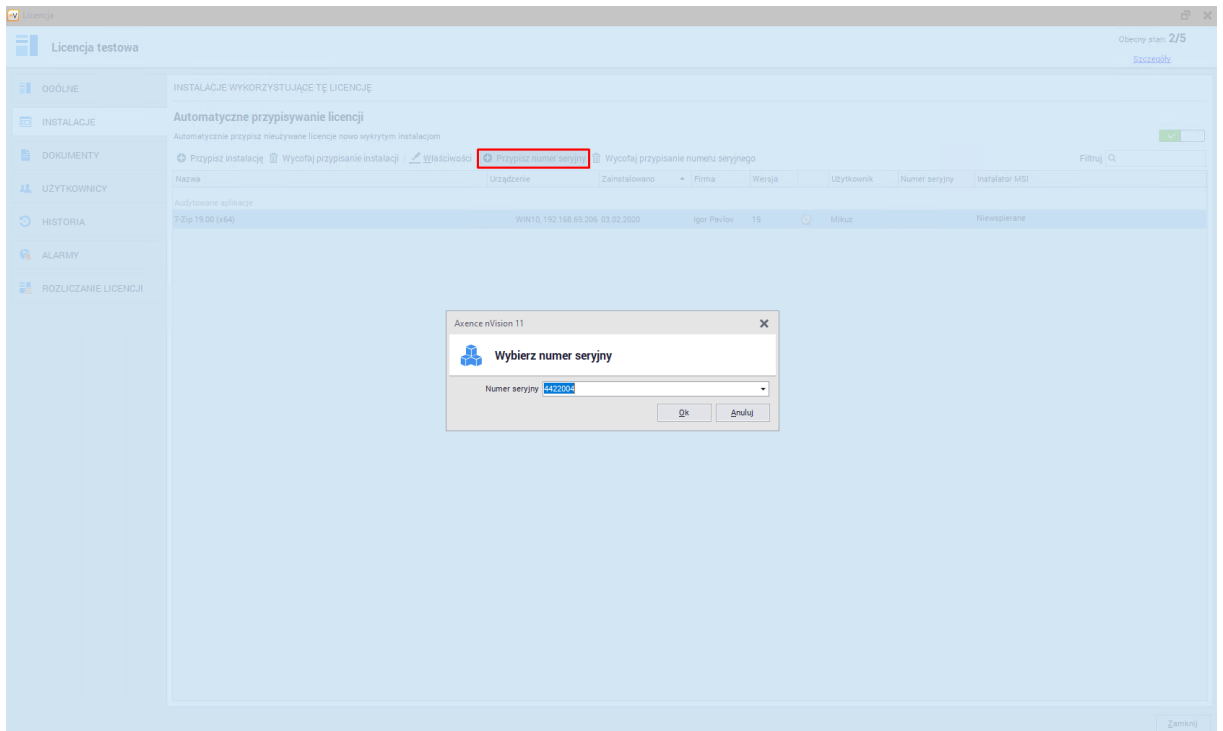 Licencja
Licencja testowa
Obecny stan: 2/5
Szczegóły
OGÓLNE
INSTALACJE
DOKUMENTY
UŻYTKOWNICY
HISTORIA
ALARMY
ROZLICZANIE LICENCJI
INSTALACJE WYKORZYSTUJĄCE TĘ LICENCJĘ
Automatyczne przypisywanie licencji
Automatycznie przypisz nieużywane licencje nowo wykrytym instalacjom
Przypisz instalację Wycofaj przypisanie instalacji Właściwości Przypisz numer seryjny Wycofaj przypisanie numeru seryjnego Filtruj
Nazwa Urządzenie Zainstalowano Firma Wersja Użytkownik Numer seryjny Instalator MSI
Audytowane aplikacje
7-Zip 19.00 (x64) WIN10, 192.168.65.206 03.02.2020 Igor Pavlov 19 Mikuz Niewspierane
Axence nVision 11
Wybierz numer seryjny
Numer seryjny 4422004
Ok Anuluj
Zamknij